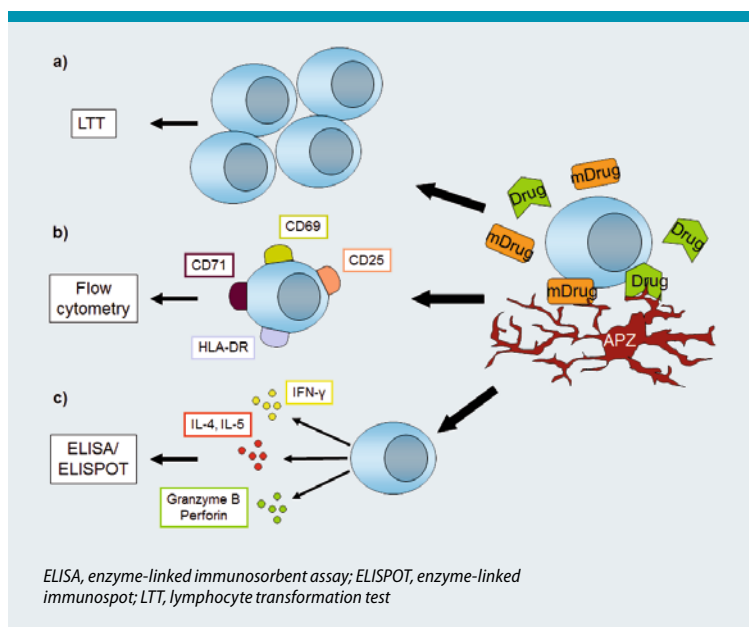 a)
LTT
b)
CD69
CD71
CD25
Flow
cytometry
HLA-DR
c)
IFN-γ
IL-4, IL-5
ELISA/
ELISPOT
Granzyme B
Perforin
mDrug
Drug
mDrug
Drug
mDrug
Drug
APZ
ELISA, enzyme-linked immunosorbent assay; ELISPOT, enzyme-linked
immunospot; LTT, lymphocyte transformation test